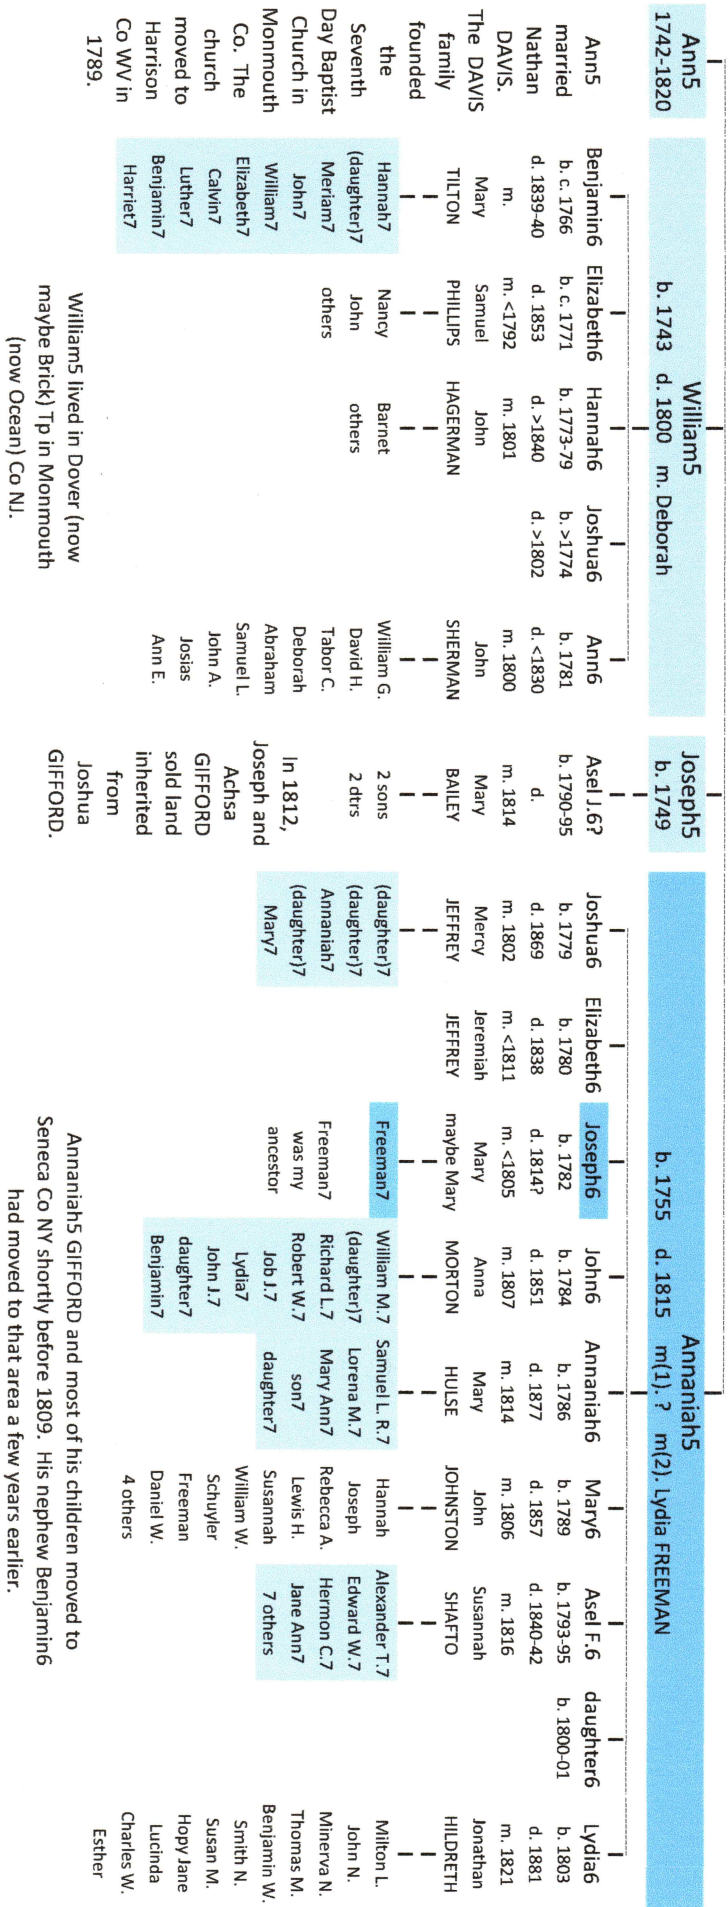 Ann5
1742-1820
William5
b. 1743 d. 1800 m. Deborah
Joseph5
b. 1749
Annaniah5
b. 1755 d. 1815 m(1). ? m(2). Lydia FREEMAN
Ann5
married
Nathan
DAVIS.
The DAVIS
family
founded
the
Seventh
Day Baptist
Church in
Monmouth
Co. The
church
moved to
Harrison
Co WV in
1789.
Benjamin6
b. c. 1766
d. 1839-40
m.
Mary
TILTON
Hannah7
(daughter)7
Meriam7
John7
William7
Elizabeth7
Calvin7
Luther7
Benjamin7
Harriet7
Elizabeth6
b. c. 1771
d. 1853
m. <1792
Samuel
PHILLIPS
Nancy
John
others
Hannah6
b. 1773-79
d. >1840
m. 1801
John
HAGERMAN
Barnet
others
Joshua6
b. >1774
d. >1802
Ann6
b. 1781
d. <1830
m. 1800
John
SHERMAN
William G.
David H.
Tabor C.
Deborah
Abraham
Samuel L.
John A.
Josias
Ann E.
William5 lived in Dover (now
maybe Brick) Tp in Monmouth
(now Ocean) Co NJ.
Asel J.6?
b. 1790-95
d.
m. 1814
Mary
BAILEY
2 sons
2 dtrs
In 1812,
Joseph and
Achsa
GIFFORD
sold land
inherited
from
Joshua
GIFFORD.
Joshua6
b. 1779
d. 1869
m. 1802
Mercy
JEFFREY
(daughter)7
(daughter)7
Annaniah7
(daughter)7
Mary7
Elizabeth6
b. 1780
d. 1838
m. <1811
Jeremiah
JEFFREY
Joseph6
b. 1782
d. 1814?
m. <1805
Mary
maybe Mary
Freeman7
Freeman7
was my
ancestor
John6
b. 1784
d. 1851
m. 1807
Anna
MORTON
William M.7
(daughter)7
Richard L.7
Robert W.7
Job J.7
Lydia7
John J.7
daughter7
Benjamin7
Annaniah6
b. 1786
d. 1877
m. 1814
Mary
HULSE
Samuel L. R.7
Lorena M.7
Mary Ann7
son7
daughter7
Mary6
b. 1789
d. 1857
m. 1806
John
JOHNSTON
Hannah
Joseph
Rebecca A.
Lewis H.
Susannah
William W.
Schuyler
Freeman
Daniel W.
4 others
Asel F.6
b. 1793-95
d. 1840-42
m. 1816
Susannah
SHAFTO
Alexander T.7
Edward W.7
Hermon C.7
Jane Ann7
7 others
daughter6
b. 1800-01
Lydia6
b. 1803
d. 1881
m. 1821
Jonathan
HILDRETH
Milton L.
John N.
Minerva N.
Thomas M.
Benjamin W.
Smith N.
Susan M.
Hopy Jane
Lucinda
Charles W.
Esther
Annaniah5 GIFFORD and most of his children moved to
Seneca Co NY shortly before 1809. His nephew Benjamin6
had moved to that area a few years earlier.